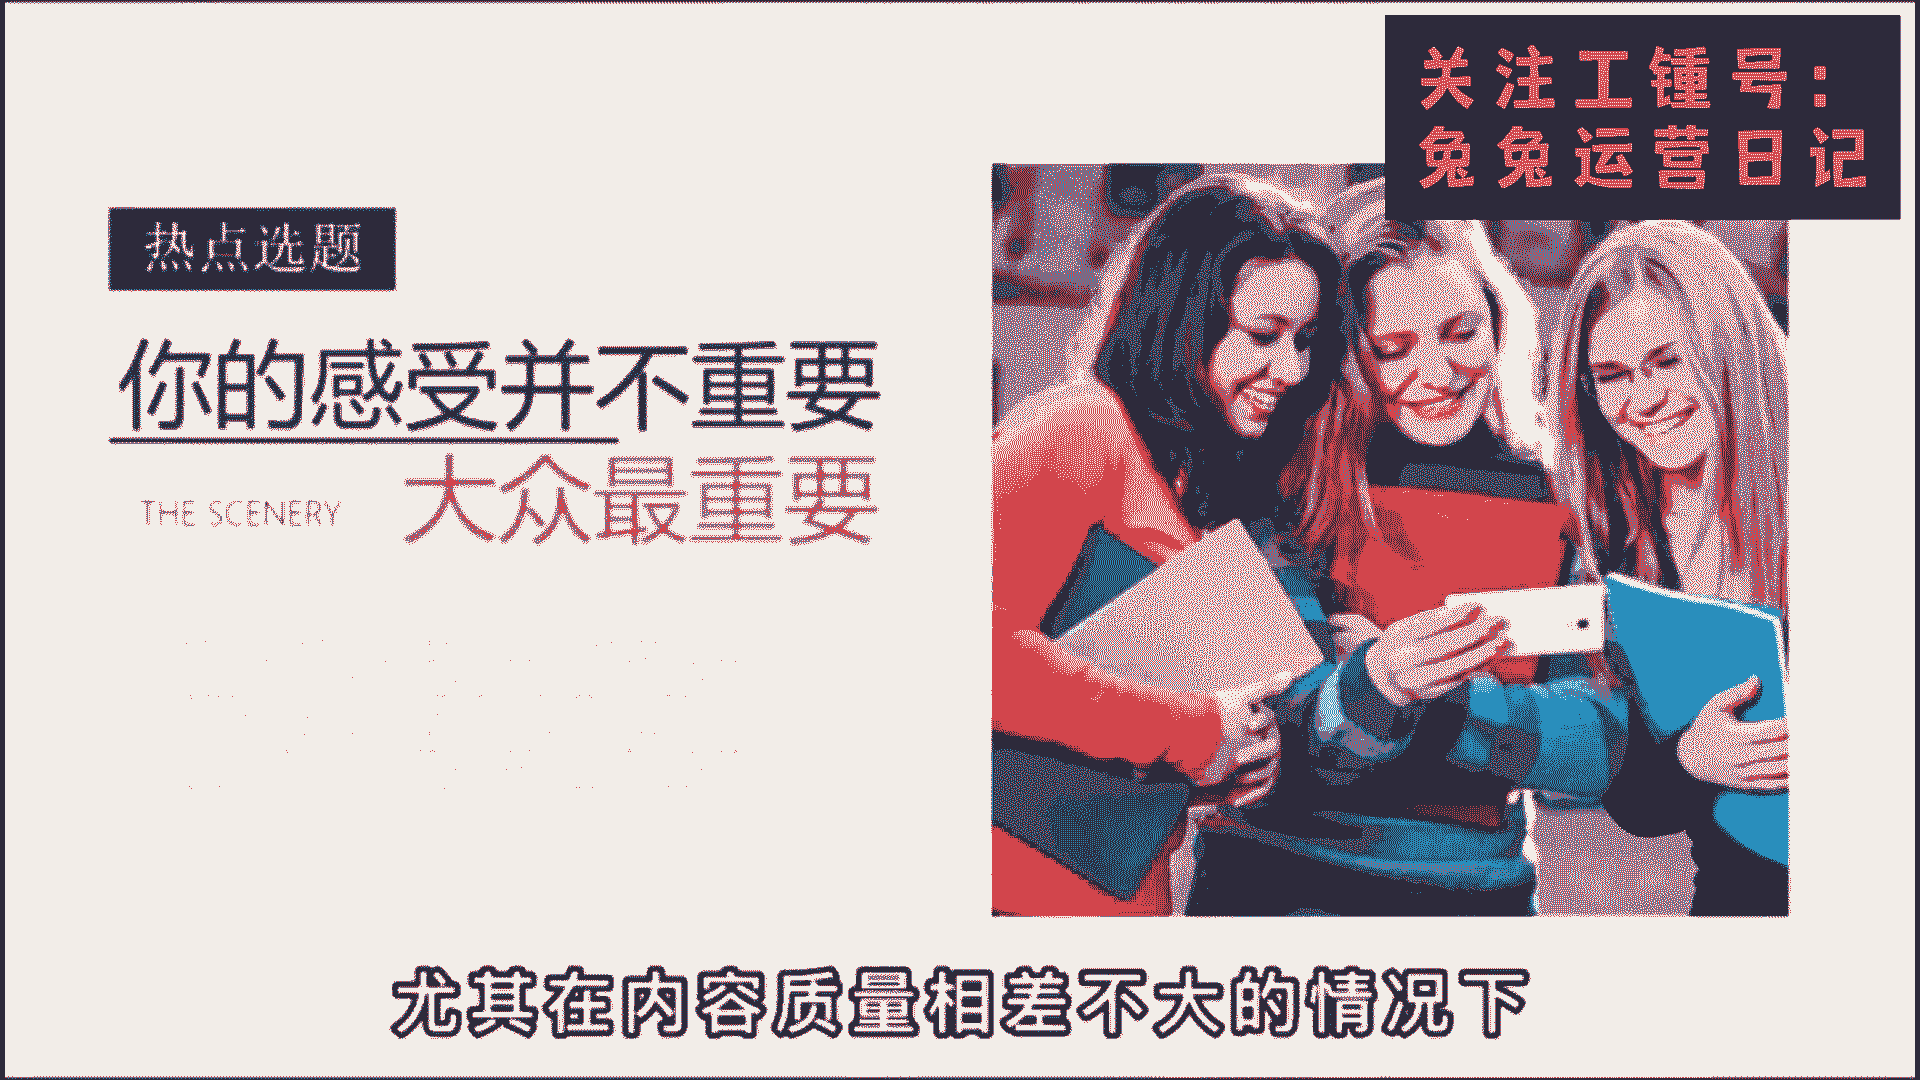 关注工锺号：
兔兔运营日记
热点选题
你的感受并不重要
大众最重要
THE SCENERY
尤其在内容质量相差不大的情况下